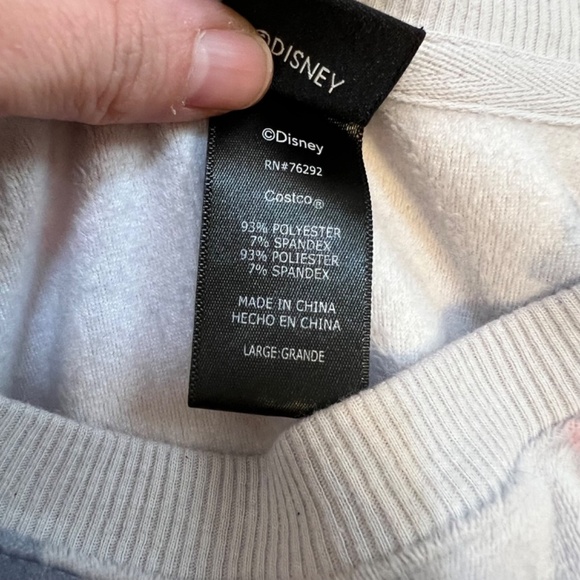 ©DISNEY
©Disney
RN#76292
Costco®
93% POLYESTER
7% SPANDEX
93% POLIESTER
7% SPANDEX
MADE IN CHINA
HECHO EN CHINA
LARGE:GRANDE